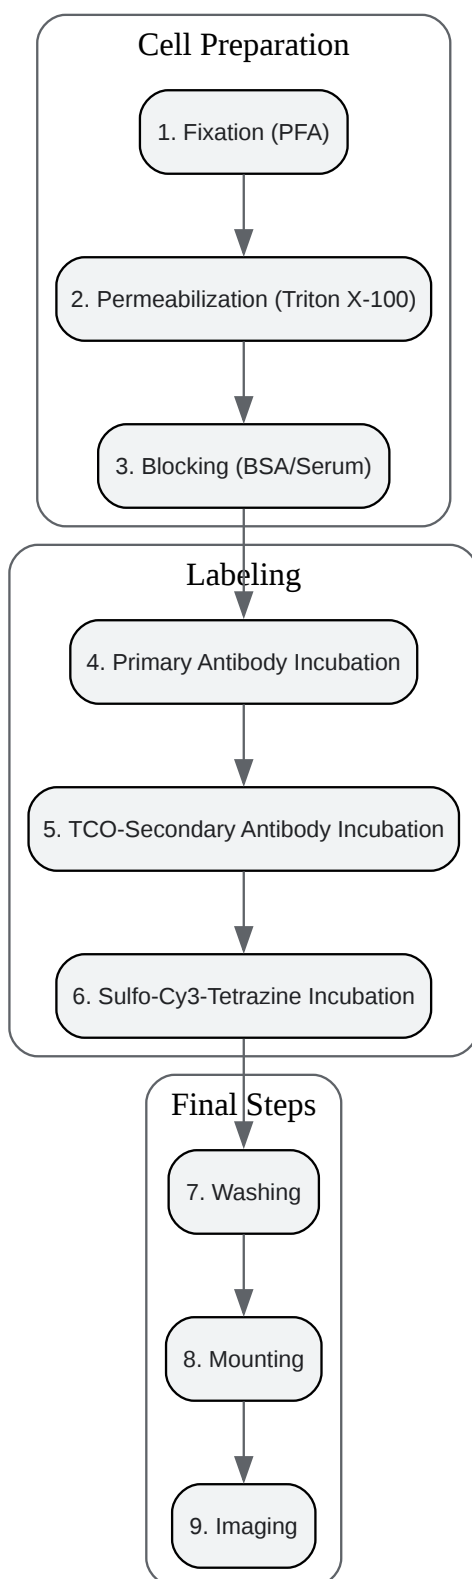 Cell Preparation
1. Fixation (PFA)
2. Permeabilization (Triton X-100)
3. Blocking (BSA/Serum)
Labeling
4. Primary Antibody Incubation
5. TCO-Secondary Antibody Incubation
6. Sulfo-Cy3-Tetrazine Incubation
Final Steps
7. Washing
8. Mounting
9. Imaging